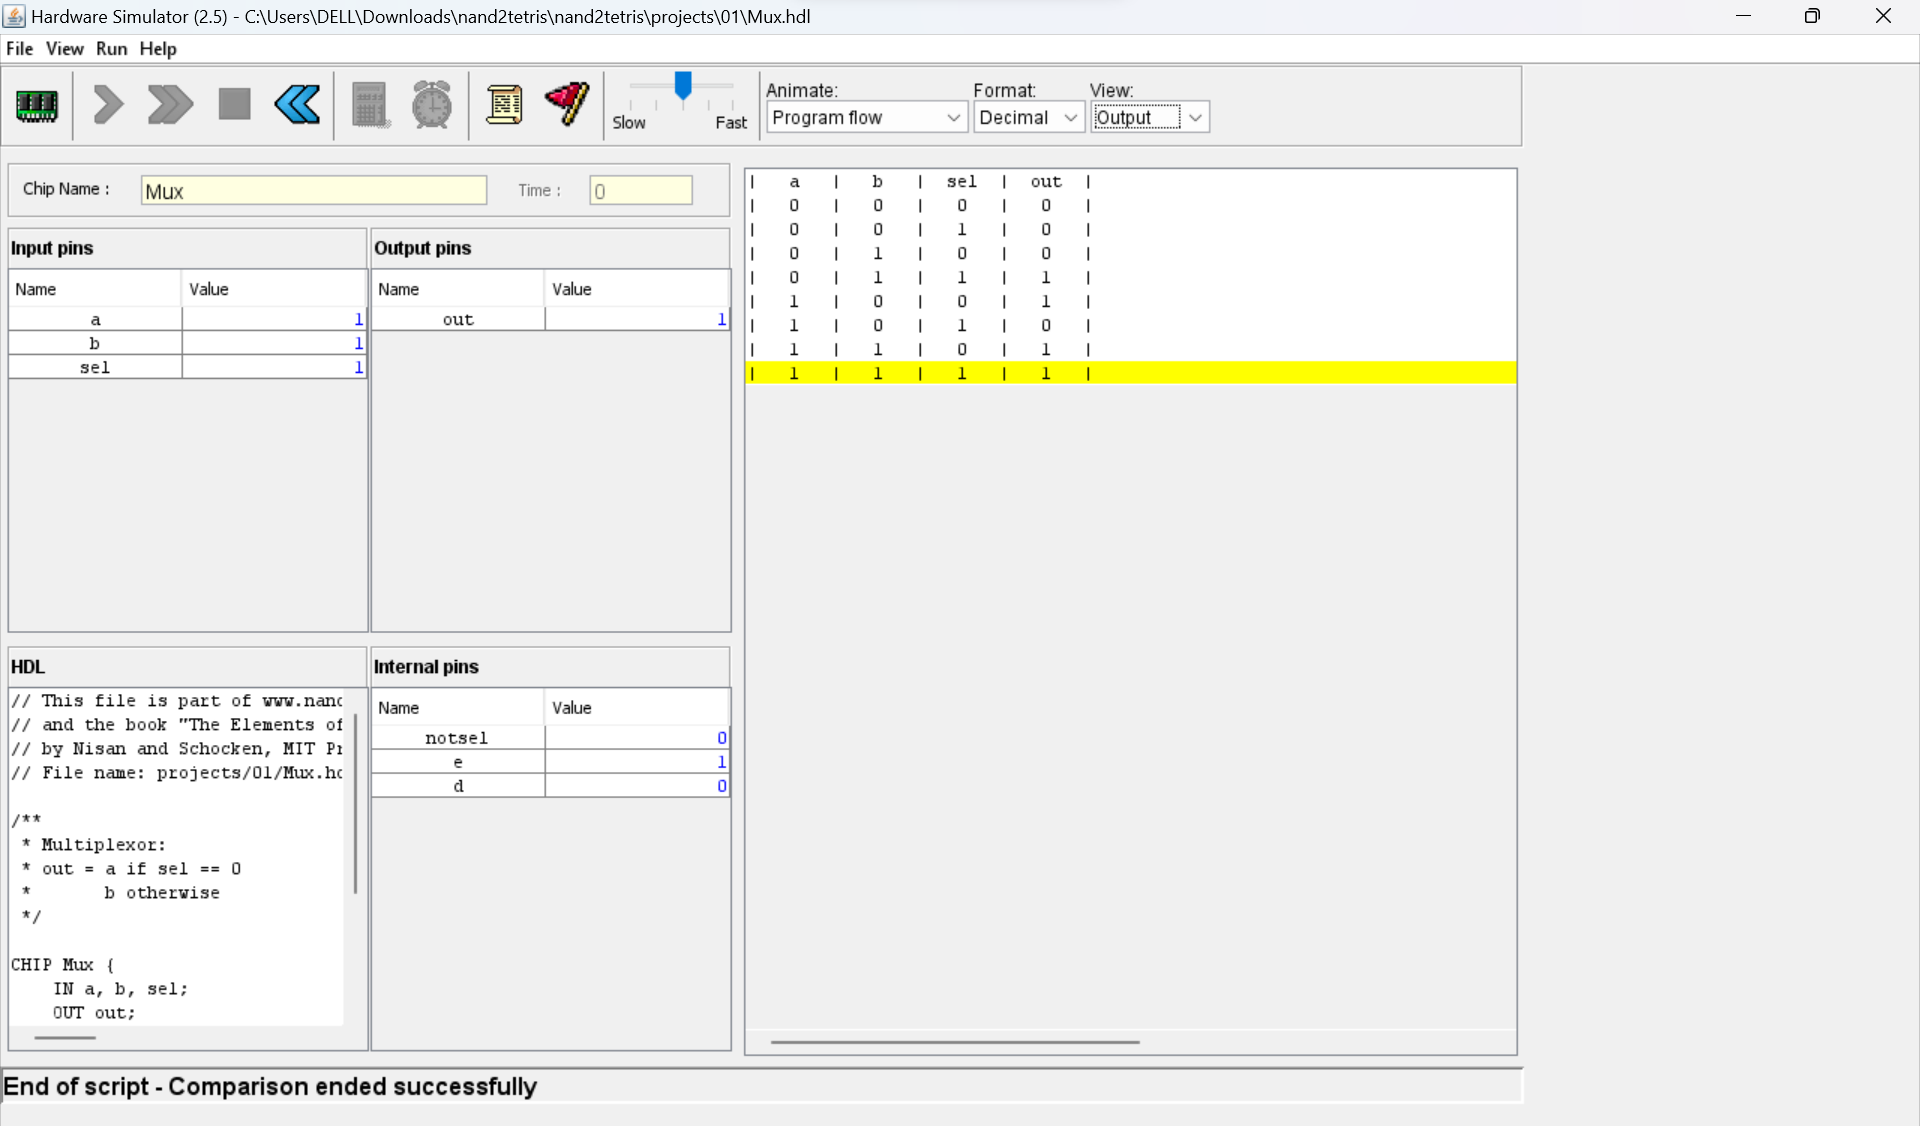 Hardware Simulator (2.5) - C:\Users\DELL\Downloads\nand2tetris\nand2tetris\projects\01\Mux.hdl
File View Run Help
Slow Fast
Animate:
Program flow
Format:
Decimal
View:
Output
Chip Name :
Mux
Time :
0
Input pins
Name Value
a 1
b 1
sel 1
Output pins
Name Value
out 1
HDL
// This file is part of www.nand
// and the book "The Elements of
// by Nisan and Schocken, MIT Pr
// File name: projects/01/Mux.hd
/**
* Multiplexor:
* out = a if sel == 0
* b otherwise
*/
CHIP Mux {
IN a, b, sel;
OUT out;
Internal pins
Name Value
notsel 0
e 1
d 0
| a | b | sel | out |
| 0 | 0 | 0 | 0 |
| 0 | 0 | 1 | 0 |
| 0 | 1 | 0 | 0 |
| 0 | 1 | 1 | 1 |
| 1 | 0 | 0 | 1 |
| 1 | 0 | 1 | 0 |
| 1 | 1 | 0 | 1 |
| 1 | 1 | 1 | 1 |
End of script - Comparison ended successfully